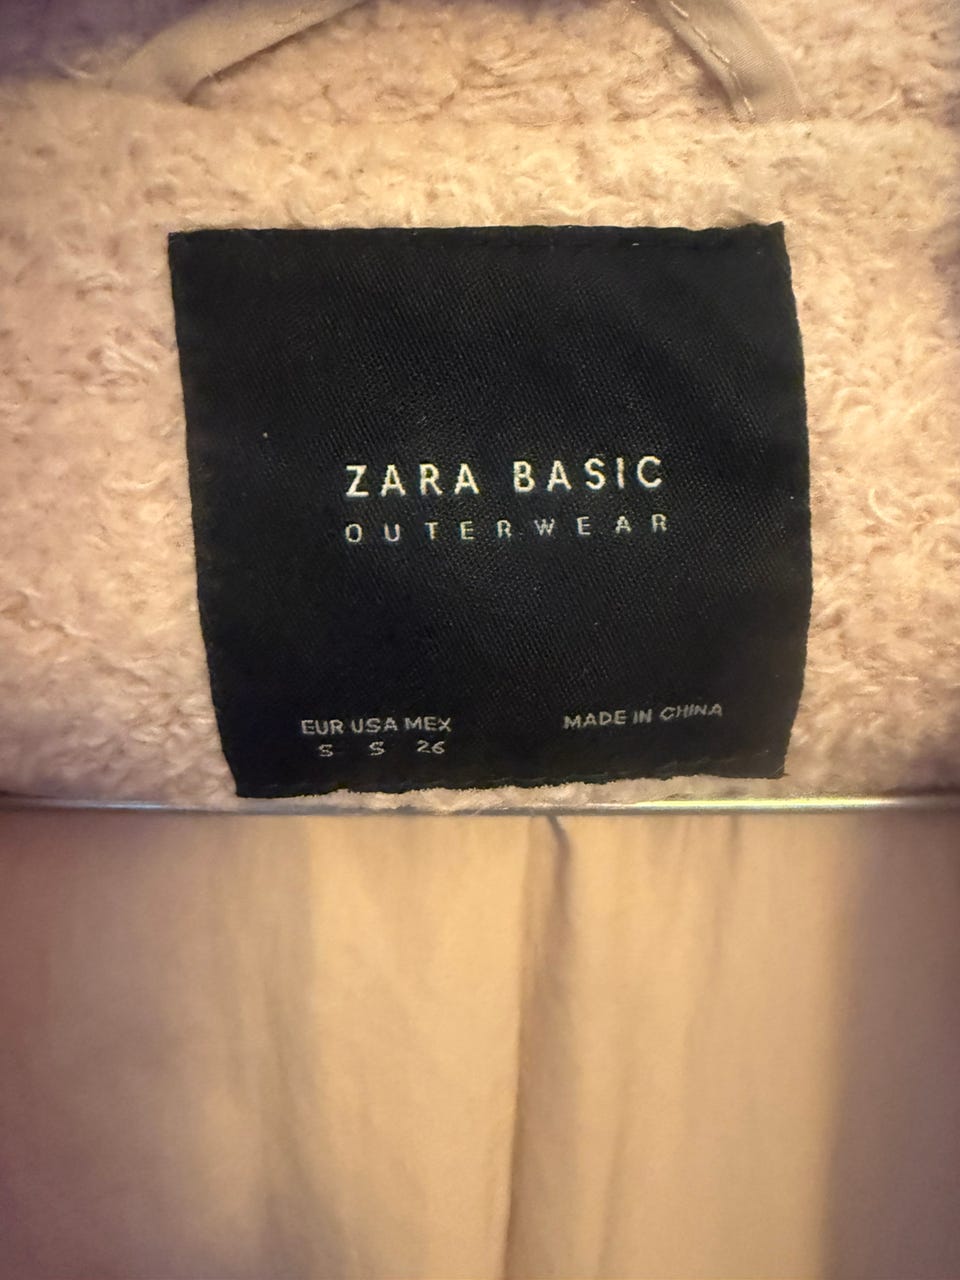 ZARA BASIC
OUTERWEAR
EUR USA MEX
S S 26
MADE IN CHINA